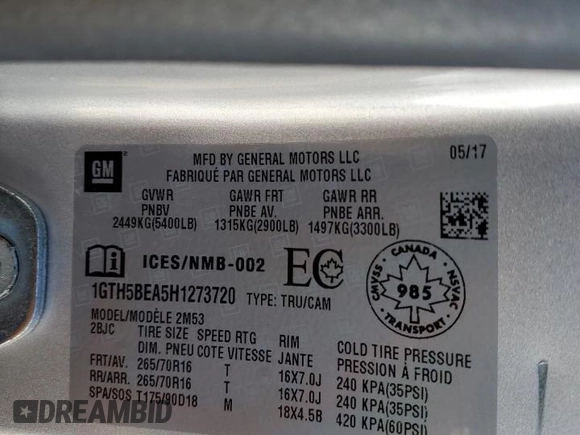 GM
MFD BY GENERAL MOTORS LLC
FABRIQUÉ PAR GENERAL MOTORS LLC
05/17
GVWR GAWR FRT GAWR RR
PNBV PNBE AV. PNBE ARR.
2449KG(5400LB) 1315KG(2900LB) 1497KG(3300LB)
ICES/NMB-002 EC
CANADA
CMVSS NSVAC
985
TRANSPORT
1GTH5BEA5H1273720 TYPE: TRU/CAM
MODEL/MODÈLE 2M53
2BJC TIRE SIZE SPEED RTG RIM COLD TIRE PRESSURE
DIM. PNEU COTE VITESSE JANTE PRESSION À FROID
FRT/AV. 265/70R16 T 16X7.0J 240 KPA(35PSI)
RR/ARR. 265/70R16 T 16X7.0J 240 KPA(35PSI)
SPA/SOS T175/90D18 M 18X4.5B 420 KPA(60PSI)
DREAMBID